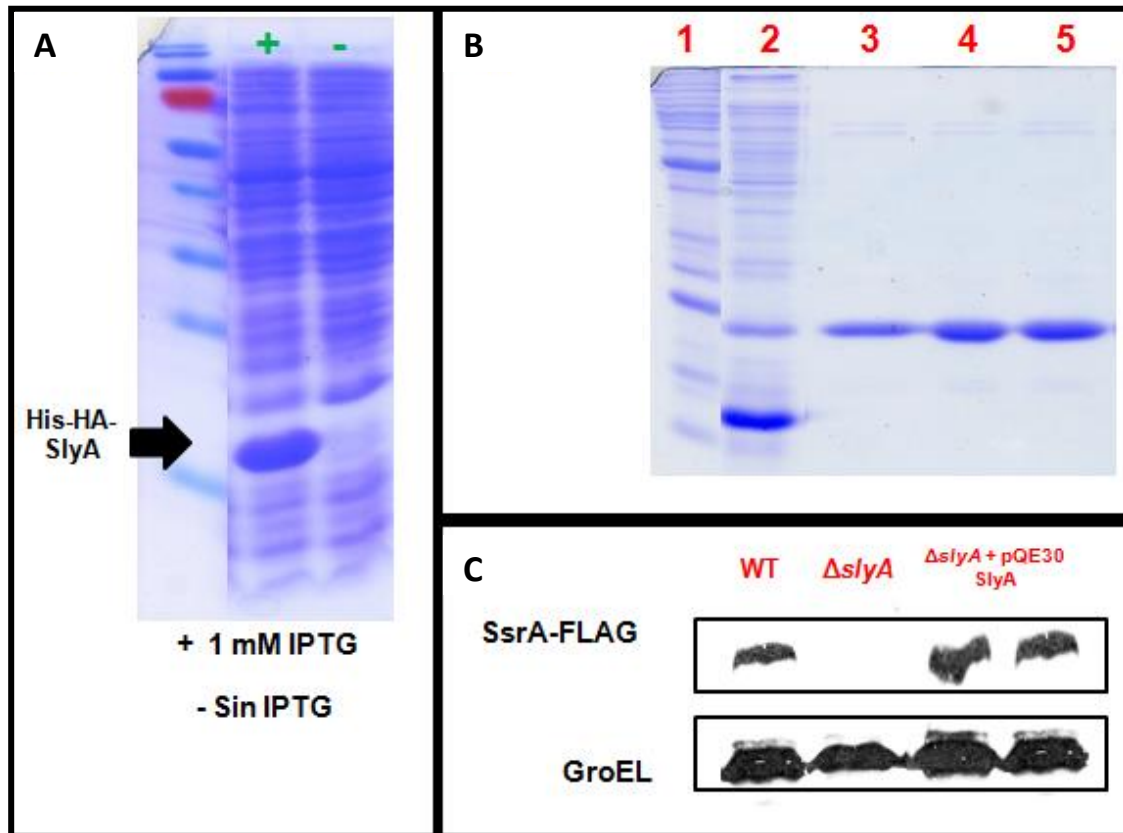 A
+ -
His-HA-
SlyA
+ 1 mM IPTG
- Sin IPTG
B
1 2 3 4 5
C
WT ΔslyA ΔslyA + pQE30
SlyA
SsrA-FLAG
GroEL